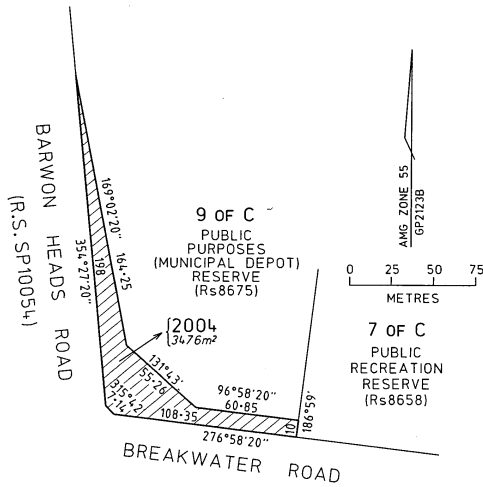 BARWON HEADS ROAD
(R.S. SP10054)
354°27'20"
198
169°02'20"
164·25
9 OF C
PUBLIC
PURPOSES
(MUNICIPAL DEPOT)
RESERVE
(Rs8675)
AMG ZONE 55
GP2123B
0 25 50 75
METRES
7 OF C
PUBLIC
RECREATION
RESERVE
(Rs8658)
2004
3476m²
131°43'
55·26
96°58'20"
60·85
315°42'
7·14
108·35
276°58'20"
10
186°59'
BREAKWATER ROAD